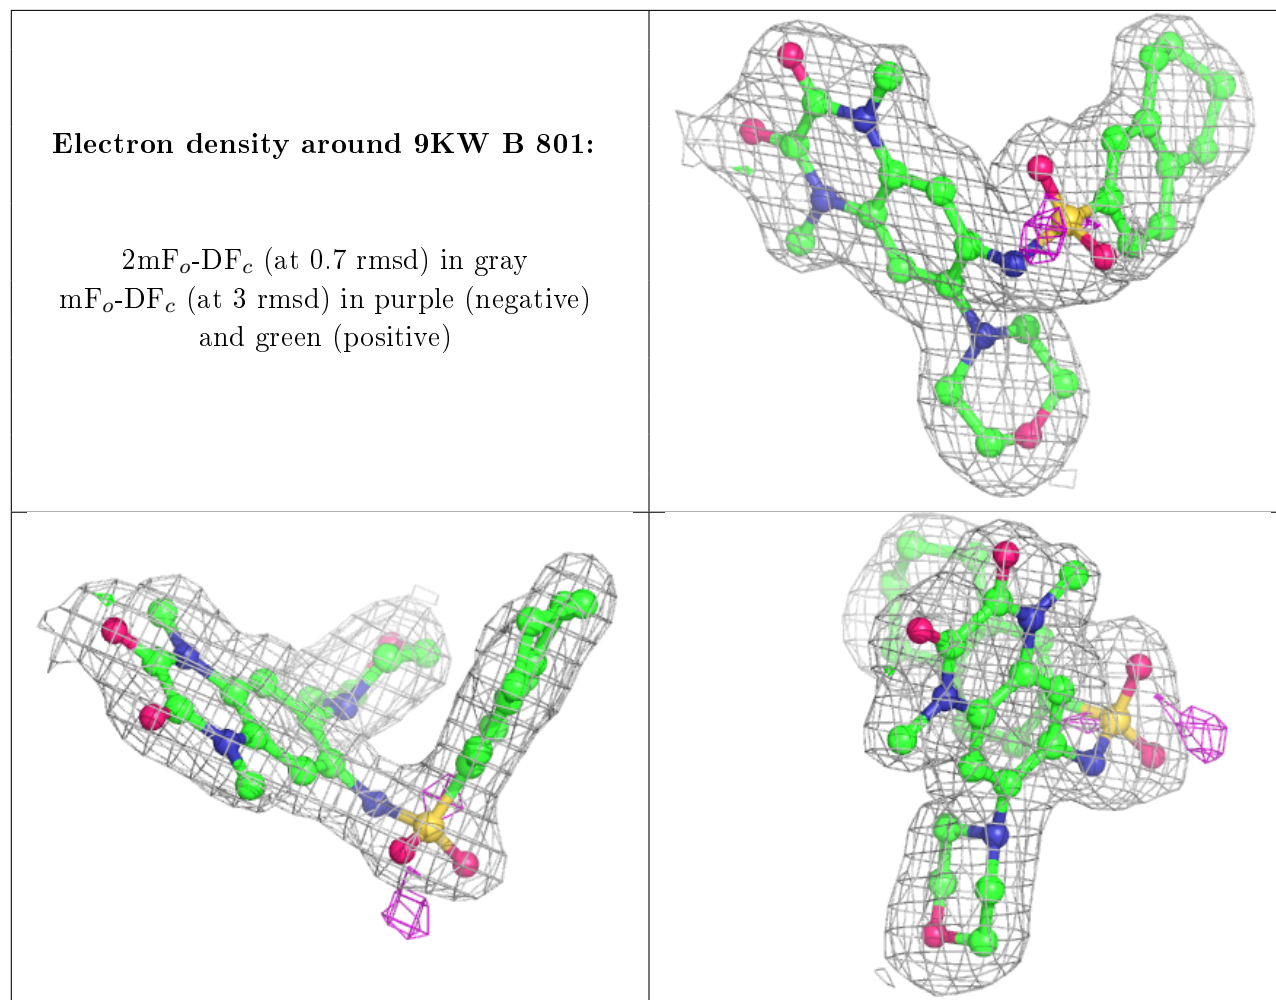 Electron density around 9KW B 801:
2mFo-DFc (at 0.7 rmsd) in gray
mFo-DFc (at 3 rmsd) in purple (negative)
and green (positive)